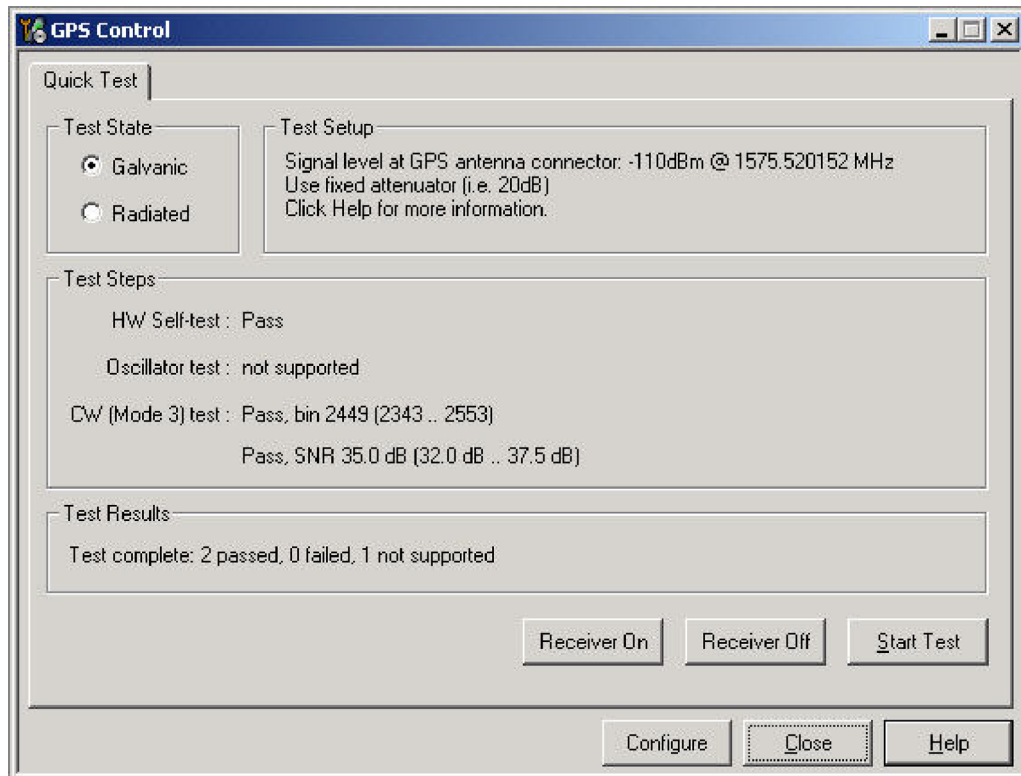 GPS Control
Quick Test
Test State
Galvanic
Radiated
Test Setup
Signal level at GPS antenna connector: -110dBm @ 1575.520152 MHz
Use fixed attenuator (i.e. 20dB)
Click Help for more information.
Test Steps
HW Self-test : Pass
Oscillator test : not supported
CW (Mode 3) test : Pass, bin 2449 (2343 .. 2553)
Pass, SNR 35.0 dB (32.0 dB .. 37.5 dB)
Test Results
Test complete: 2 passed, 0 failed, 1 not supported
Receiver On
Receiver Off
Start Test
Configure
Close
Help